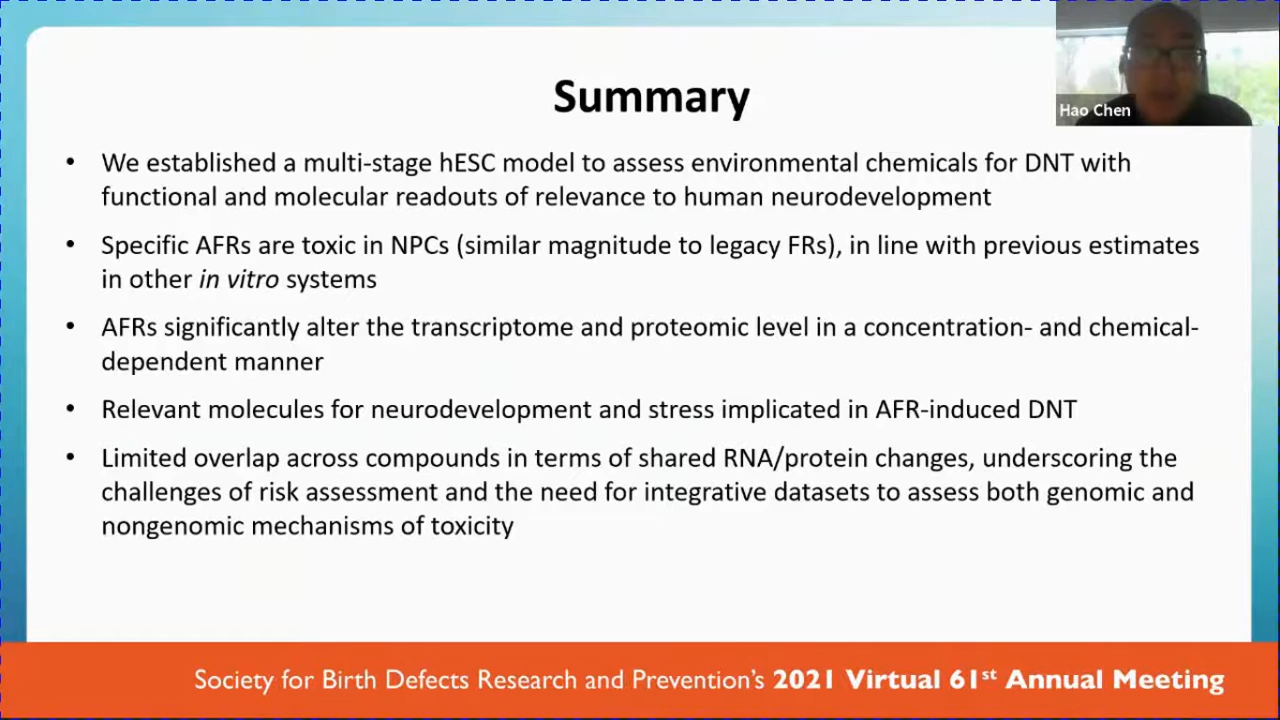 Summary
Hao Chen
• We established a multi-stage hESC model to assess environmental chemicals for DNT with
functional and molecular readouts of relevance to human neurodevelopment
• Specific AFRs are toxic in NPCs (similar magnitude to legacy FRs), in line with previous estimates
in other in vitro systems
• AFRs significantly alter the transcriptome and proteomic level in a concentration- and chemical-
dependent manner
• Relevant molecules for neurodevelopment and stress implicated in AFR-induced DNT
• Limited overlap across compounds in terms of shared RNA/protein changes, underscoring the
challenges of risk assessment and the need for integrative datasets to assess both genomic and
nongenomic mechanisms of toxicity
Society for Birth Defects Research and Prevention's 2021 Virtual 61st Annual Meeting